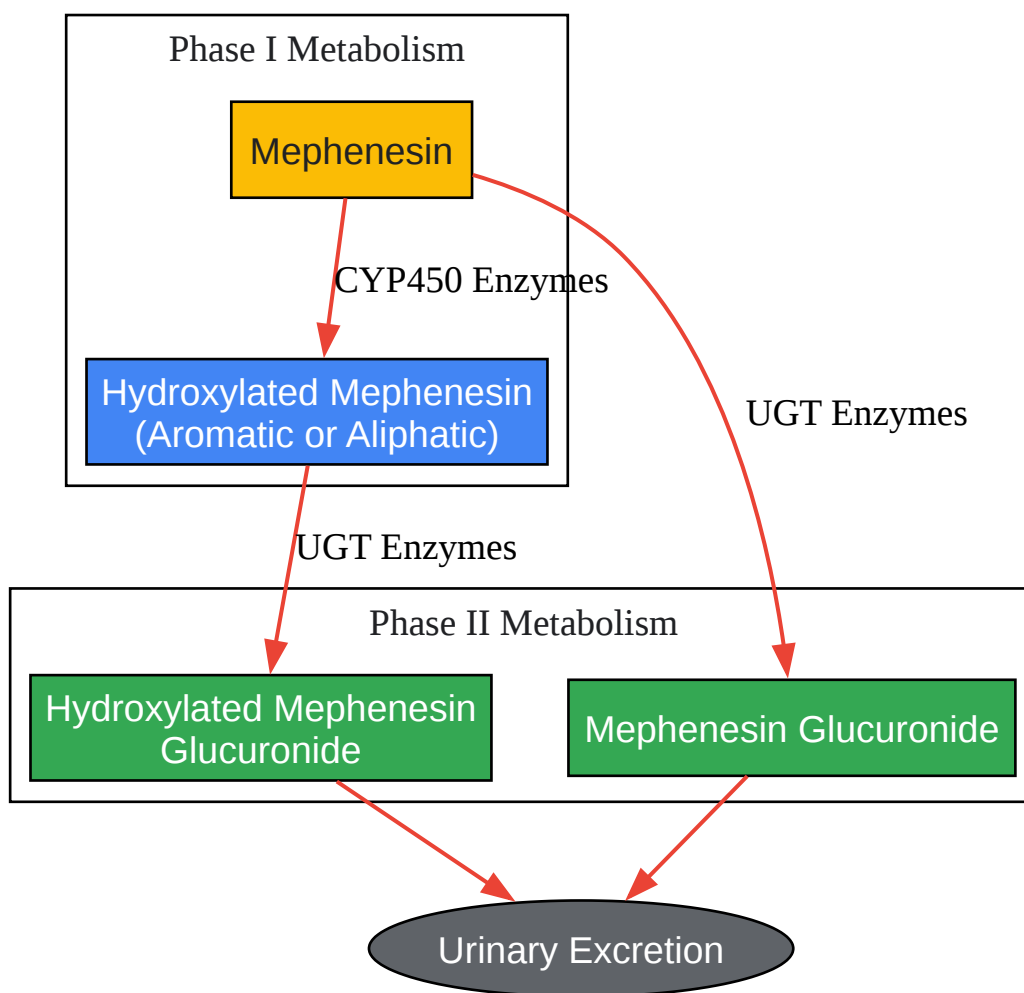 Phase I Metabolism
Mephenesin
CYP450 Enzymes
Hydroxylated Mephenesin
(Aromatic or Aliphatic)
UGT Enzymes
UGT Enzymes
Phase II Metabolism
Hydroxylated Mephenesin
Glucuronide
Mephenesin Glucuronide
Urinary Excretion